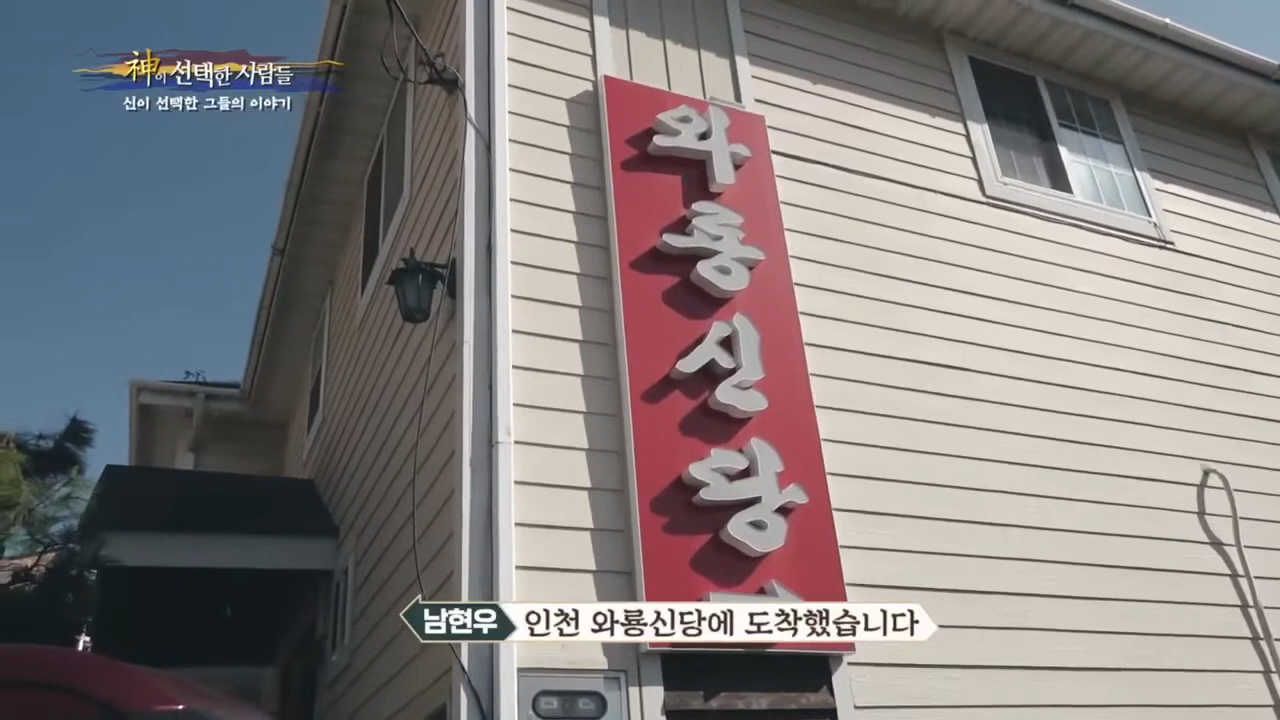 神이 선택한 사람들
신이 선택한 그들의 이야기
와룡신당
남현우 인천 와룡신당에 도착했습니다